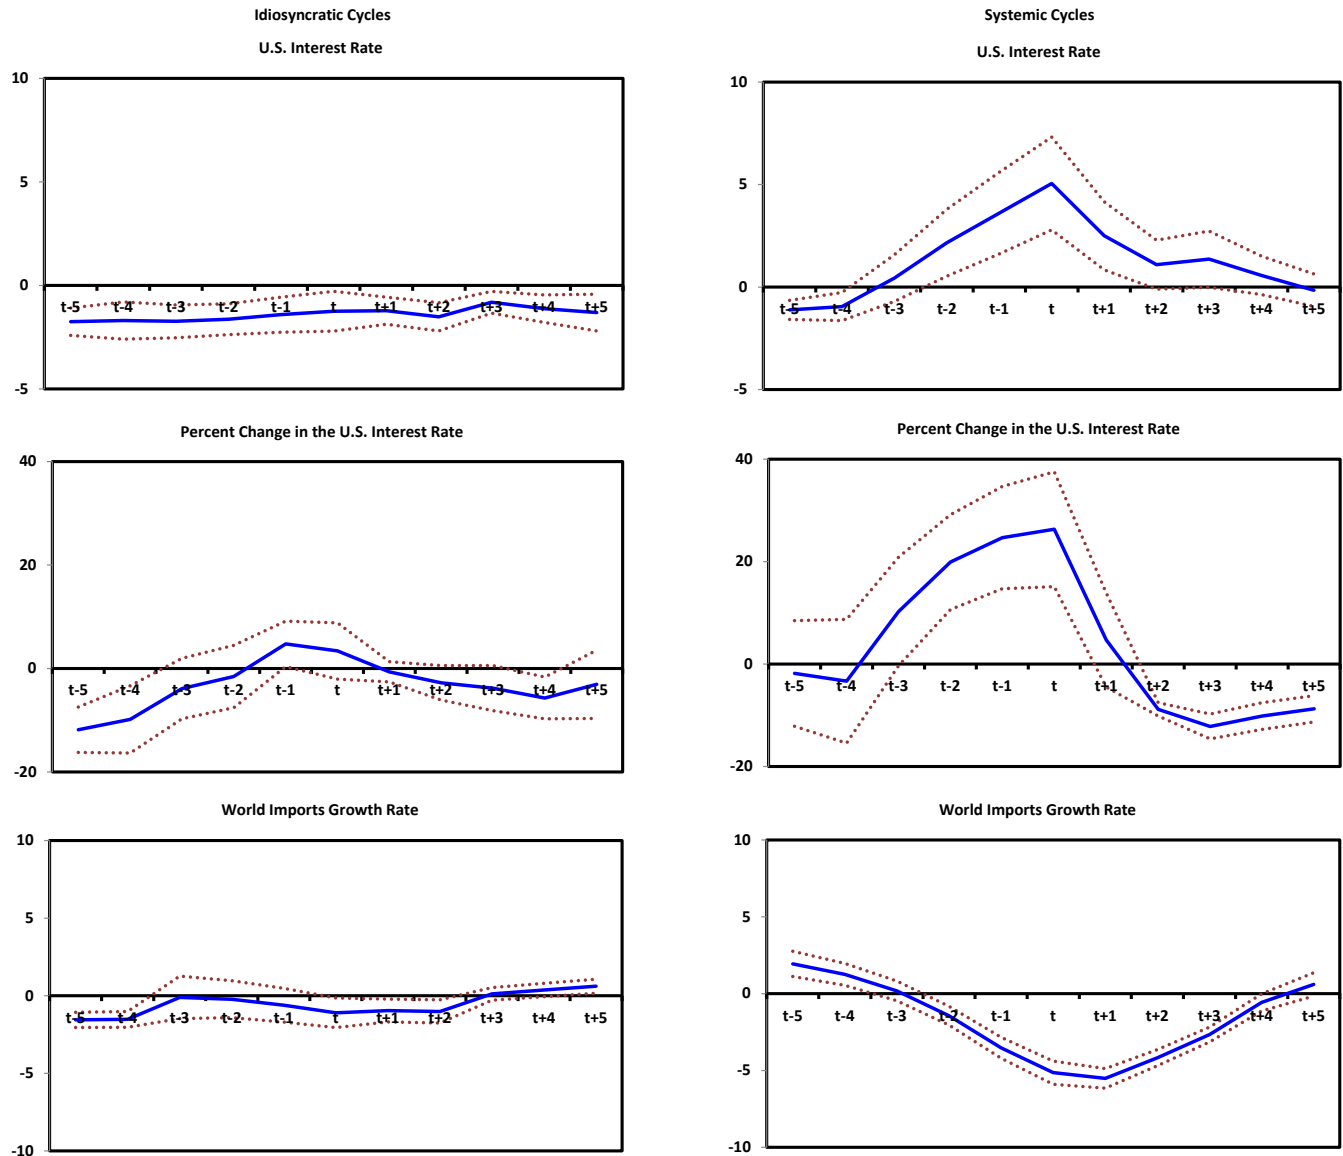 Idiosyncratic Cycles
U.S. Interest Rate
10
5
0
t-5 t-4 t-3 t-2 t-1 t t+1 t+2 t+3 t+4 t+5
-5
Systemic Cycles
U.S. Interest Rate
10
5
0
t-5 t-4 t-3 t-2 t-1 t t+1 t+2 t+3 t+4 t+5
-5
Percent Change in the U.S. Interest Rate
40
20
0
t-5 t-4 t-3 t-2 t-1 t t+1 t+2 t+3 t+4 t+5
-20
Percent Change in the U.S. Interest Rate
40
20
0
t-5 t-4 t-3 t-2 t-1 t t+1 t+2 t+3 t+4 t+5
-20
World Imports Growth Rate
10
5
0
t-5 t-4 t-3 t-2 t-1 t t+1 t+2 t+3 t+4 t+5
-5
-10
World Imports Growth Rate
10
5
0
t-5 t-4 t-3 t-2 t-1 t t+1 t+2 t+3 t+4 t+5
-5
-10